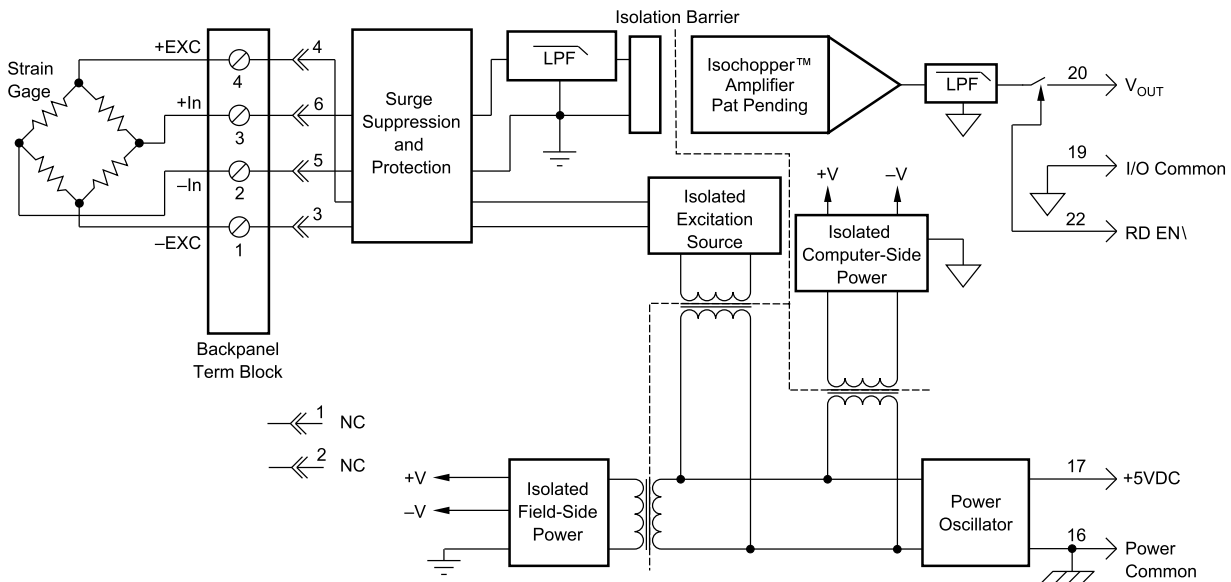 Isolation Barrier
+EXC
4
Strain
Gage
4
LPF
+In
6
3
–In
5
2
–EXC
3
1
Surge
Suppression
and
Protection
Isochopper™
Amplifier
Pat Pending
LPF
20
V_OUT
19
I/O Common
22
RD EN\
Isolated
Excitation
Source
+V
–V
Isolated
Computer-Side
Power
Backpanel
Term Block
1
NC
2
NC
+V
–V
Isolated
Field-Side
Power
Power
Oscillator
17
+5VDC
16
Power
Common